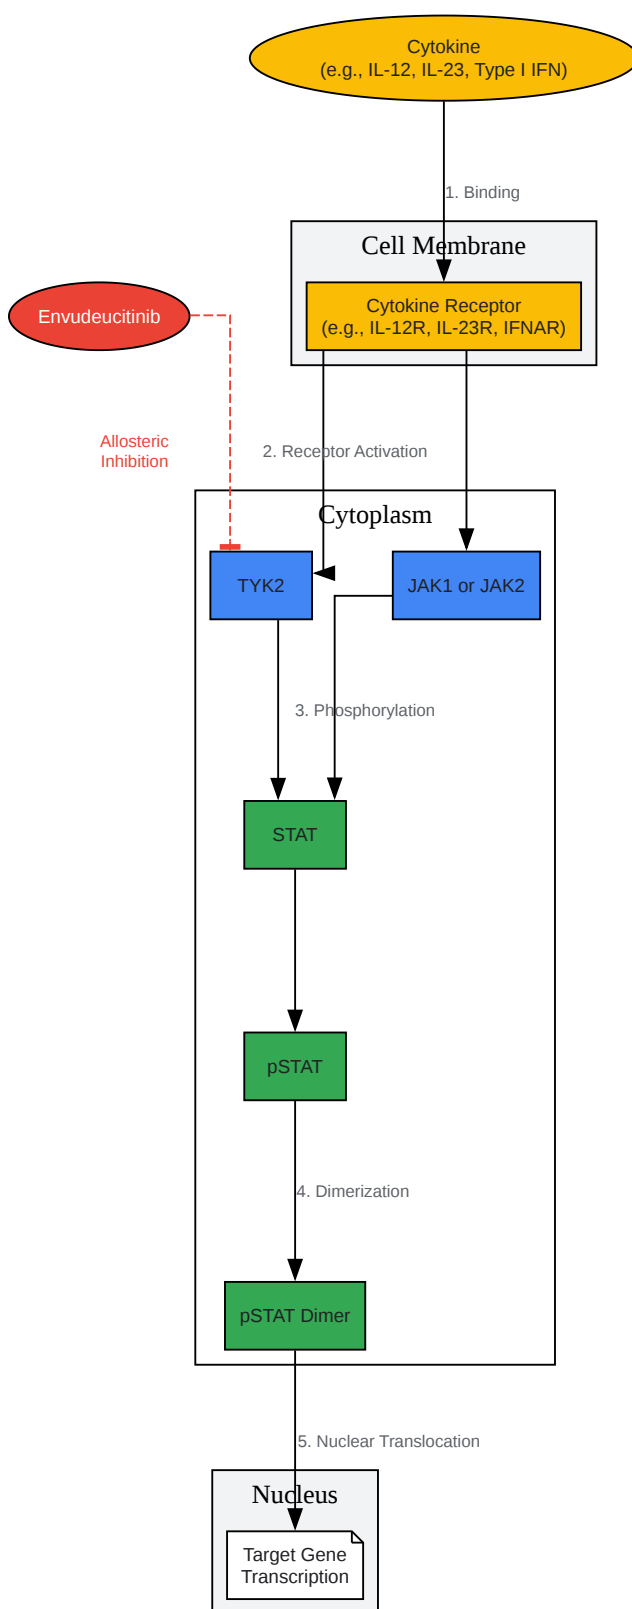 Cytokine
(e.g., IL-12, IL-23, Type I IFN)
1. Binding
Cell Membrane
Cytokine Receptor
(e.g., IL-12R, IL-23R, IFNAR)
Envudeucitinib
Allosteric
Inhibition
2. Receptor Activation
Cytoplasm
TYK2
JAK1 or JAK2
3. Phosphorylation
STAT
pSTAT
4. Dimerization
pSTAT Dimer
5. Nuclear Translocation
Nucleus
Target Gene
Transcription